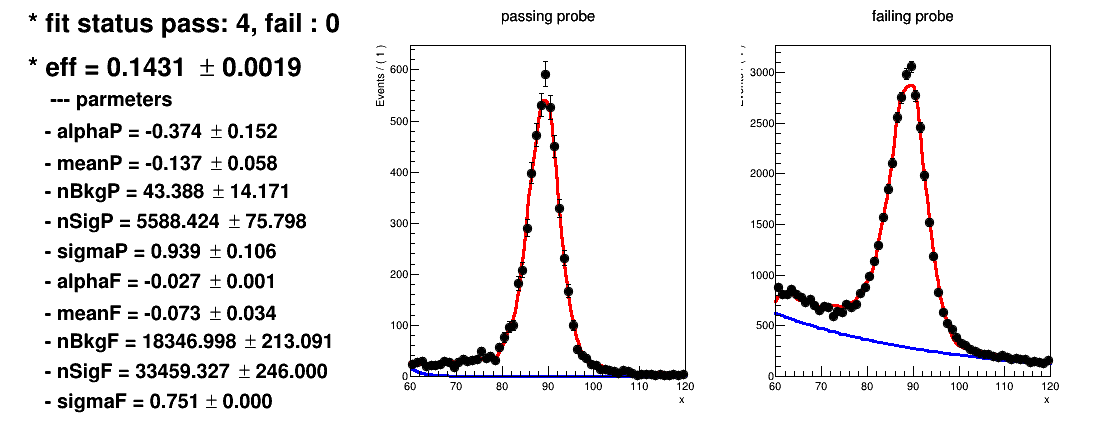 * fit status pass: 4, fail : 0
* eff = 0.1431 ± 0.0019
--- parmeters
- alphaP = -0.374 ± 0.152
- meanP = -0.137 ± 0.058
- nBkgP = 43.388 ± 14.171
- nSigP = 5588.424 ± 75.798
- sigmaP = 0.939 ± 0.106
- alphaF = -0.027 ± 0.001
- meanF = -0.073 ± 0.034
- nBkgF = 18346.998 ± 213.091
- nSigF = 33459.327 ± 246.000
- sigmaF = 0.751 ± 0.000
passing probe
Events / ( 1 )
600
500
400
300
200
100
0
60 70 80 90 100 110 120
x
failing probe
3000
2500
2000
1500
1000
500
0
60 70 80 90 100 110 120
x